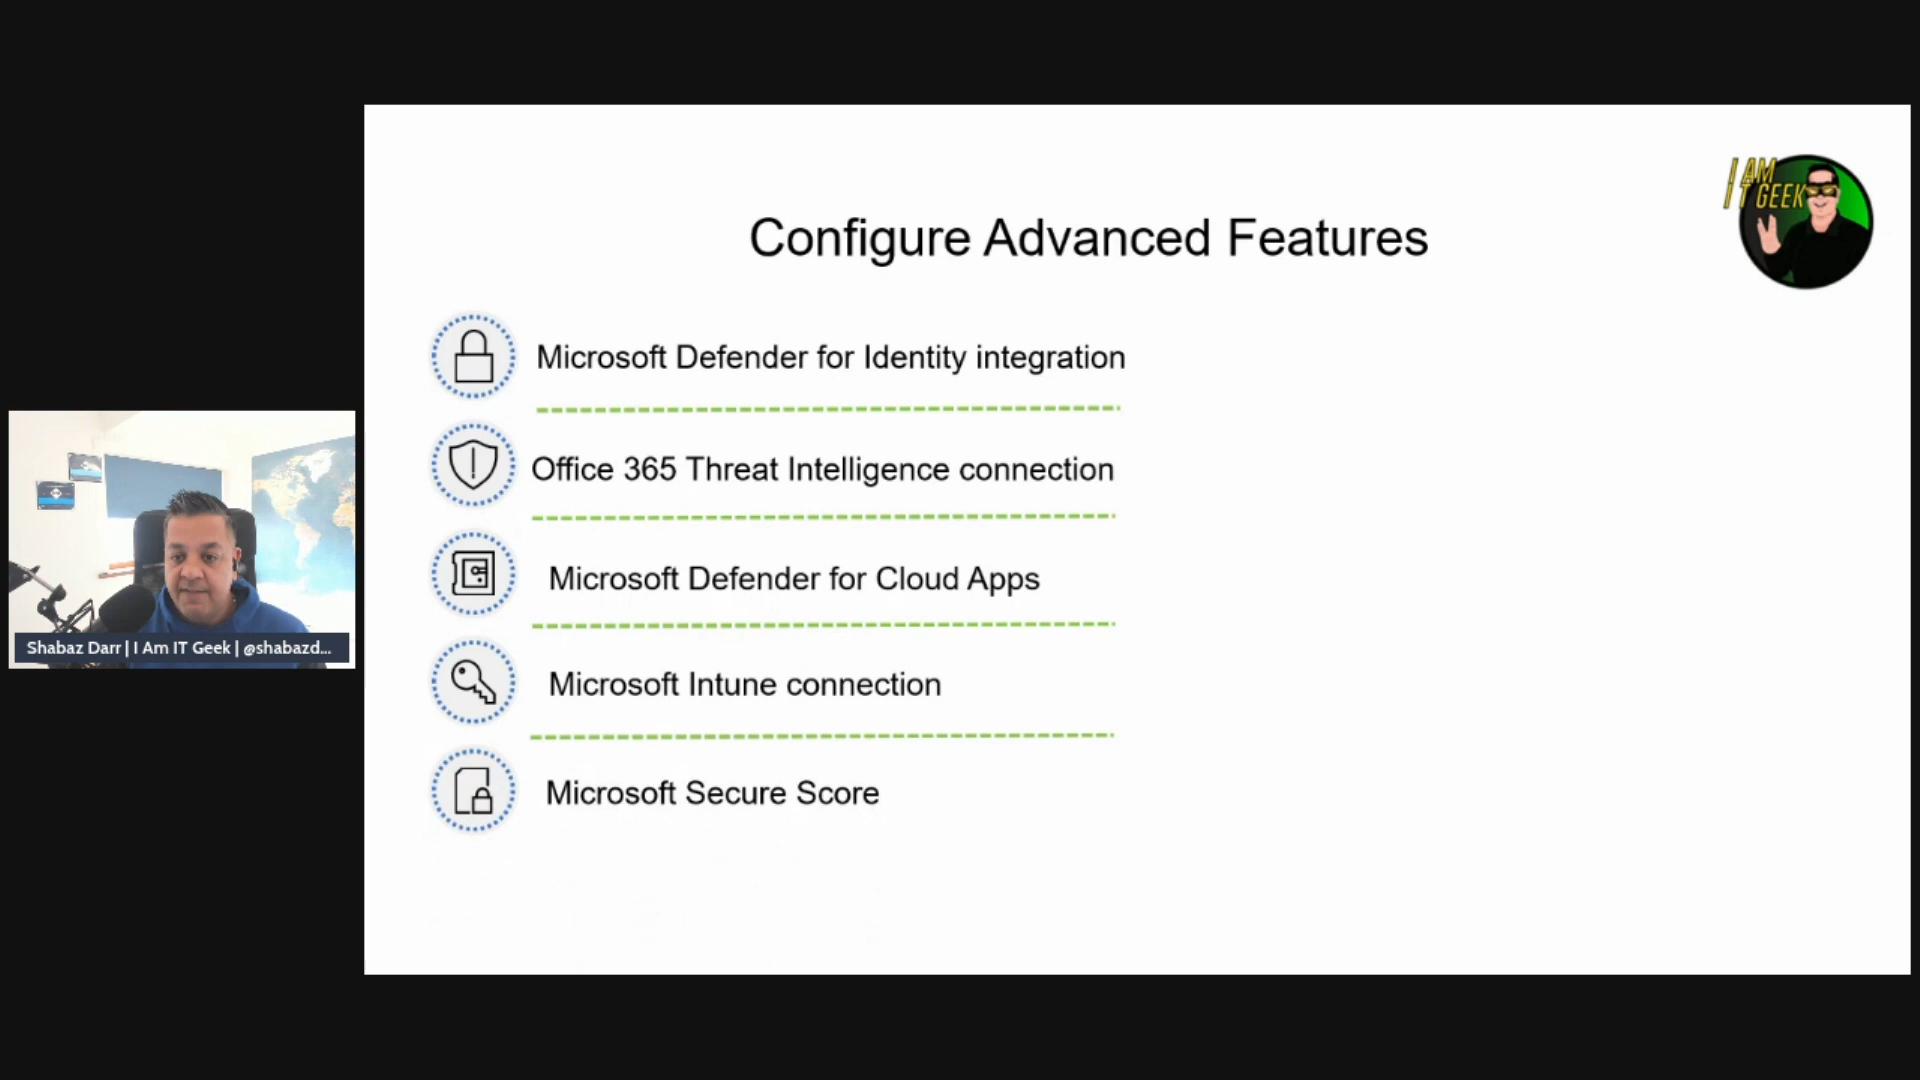 I AM
IT GEEK
Configure Advanced Features
Microsoft Defender for Identity integration
Office 365 Threat Intelligence connection
Microsoft Defender for Cloud Apps
Microsoft Intune connection
Microsoft Secure Score
Shabaz Darr | I Am IT Geek | @shabazd...